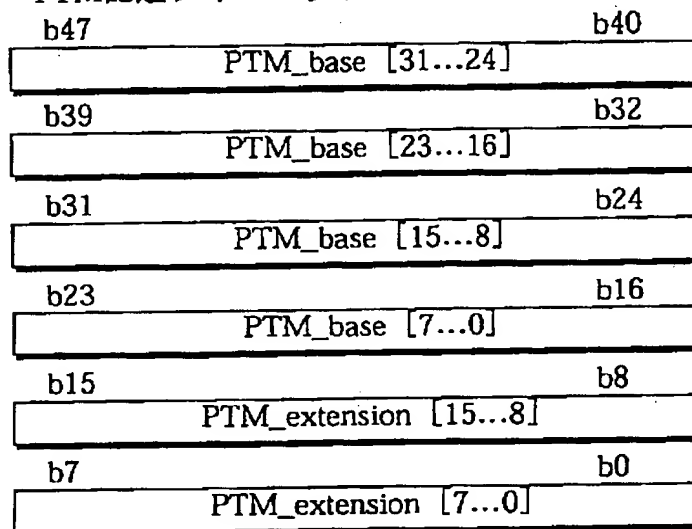 b47 b40
PTM_base [31...24]
b39 b32
PTM_base [23...16]
b31 b24
PTM_base [15...8]
b23 b16
PTM_base [7...0]
b15 b8
PTM_extension [15...8]
b7 b0
PTM_extension [7...0]